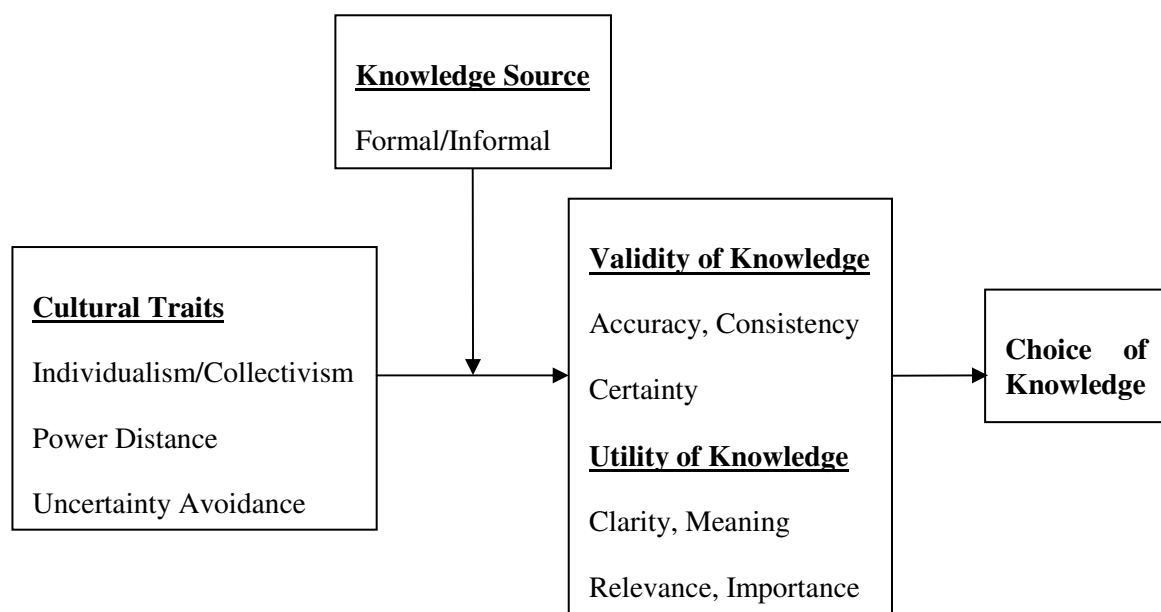 Knowledge Source
Formal/Informal
Cultural Traits
Individualism/Collectivism
Power Distance
Uncertainty Avoidance
Validity of Knowledge
Accuracy, Consistency
Certainty
Utility of Knowledge
Clarity, Meaning
Relevance, Importance
Choice of
Knowledge